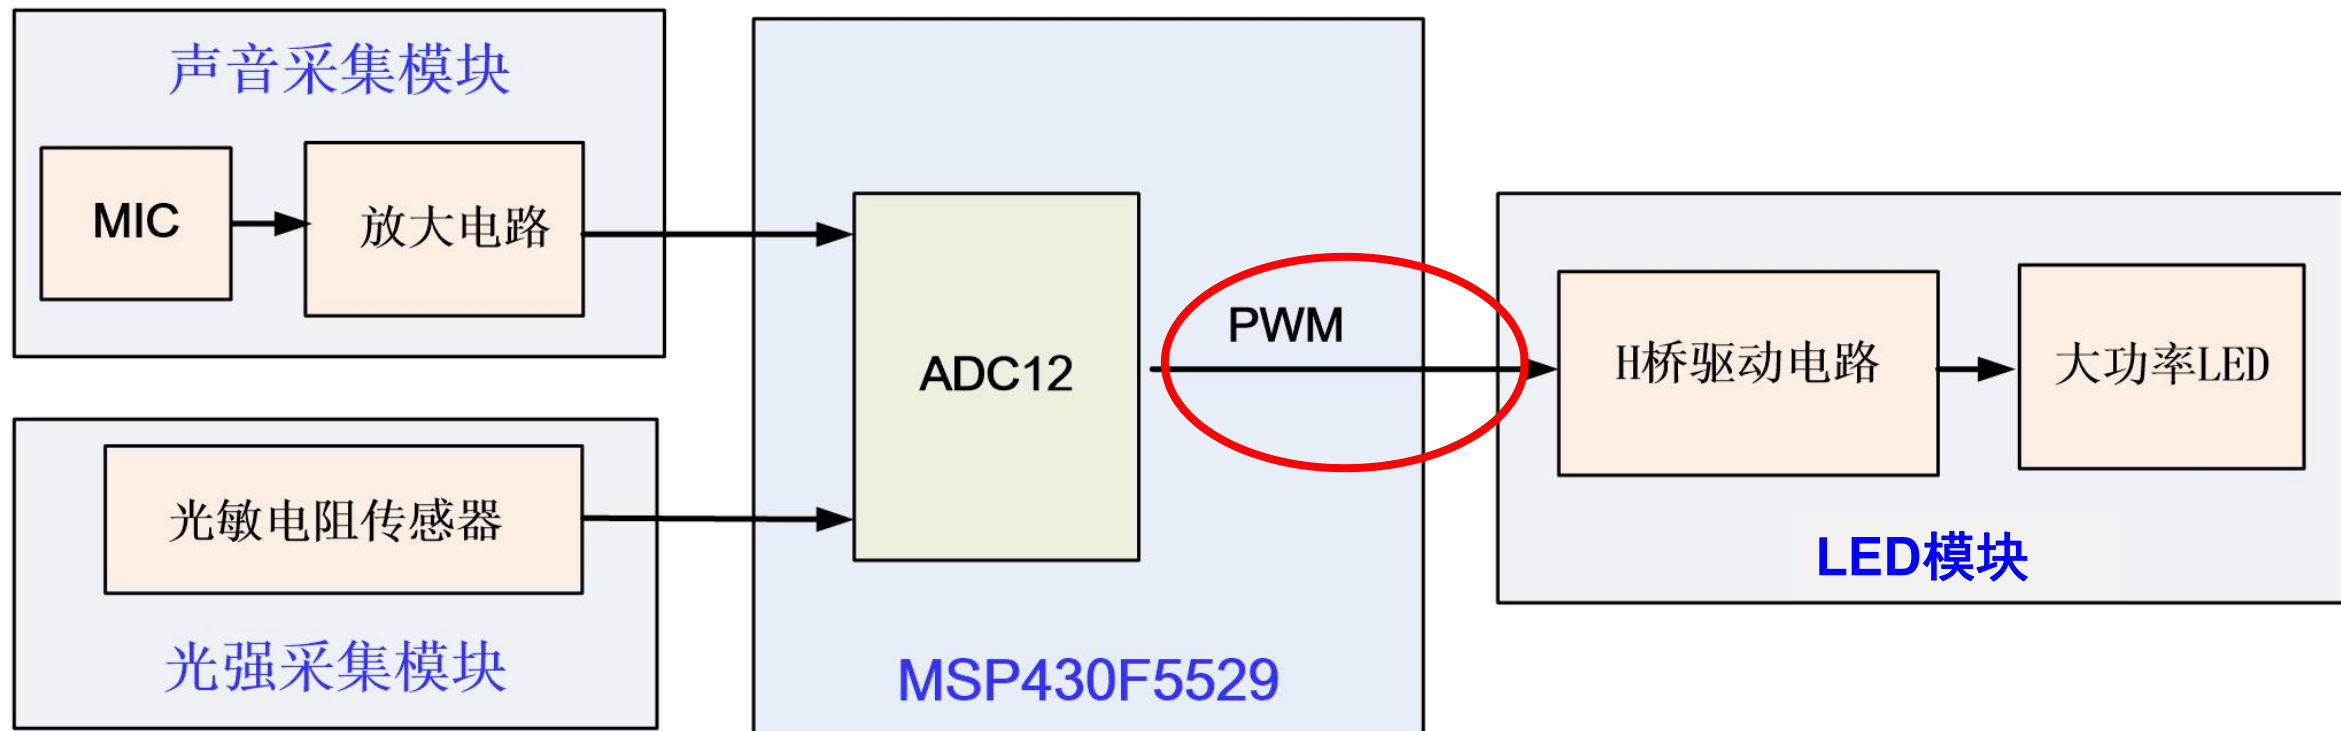 声音采集模块
MIC
放大电路
光敏电阻传感器
光强采集模块
ADC12
PWM
MSP430F5529
H桥驱动电路
大功率LED
LED模块